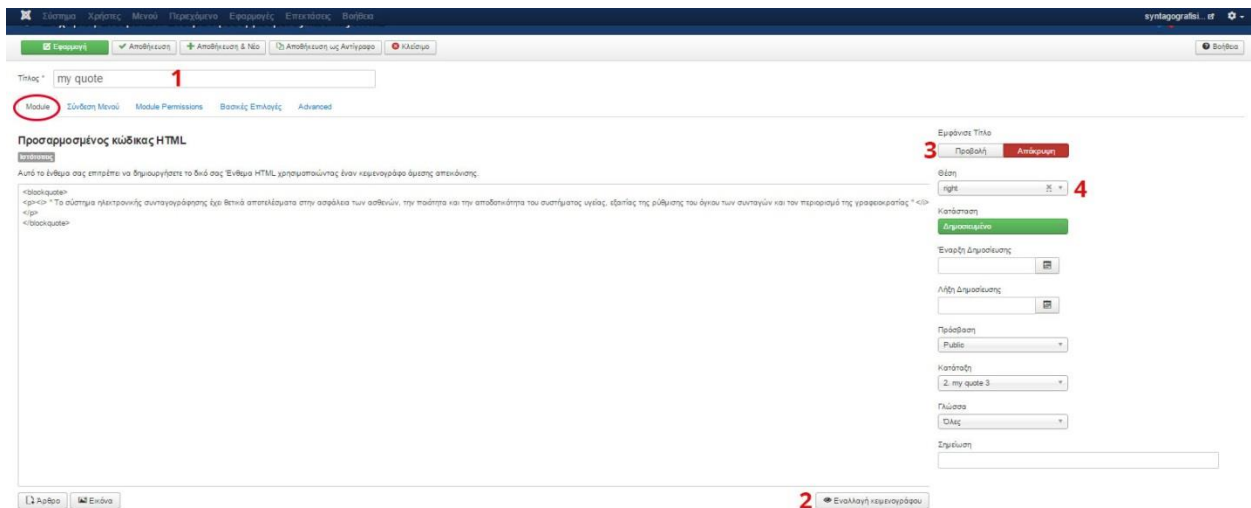 Σύστημα Χρήστες Μενού Περιεχόμενο Εφαρμογές Επεκτάσεις Βοήθεια syntagografisi...
Εφαρμογή Αποθήκευση Αποθήκευση & Νέο Αποθήκευση ως Αντίγραφο Κλείσιμο Βοήθεια
Τίτλος * my quote 1
Module Σύνδεση Μενού Module Permissions Βασικές Επιλογές Advanced
Προσαρμοσμένος κώδικας HTML
Ιστότοπος
Αυτό το ένθεμα σας επιτρέπει να δημιουργήσετε το δικό σας Ένθεμα HTML χρησιμοποιώντας έναν κειμενογράφο άμεσης απεικόνισης.
<blockquote>
<p><i> " Το σύστημα ηλεκτρονικής συνταγογράφησης έχει θετικά αποτελέσματα στην ασφάλεια των ασθενών, την ποιότητα και την αποδοτικότητα του συστήματος υγείας, εξαιτίας της ρύθμισης του όγκου των συνταγών και τον περιορισμό της γραφειοκρατίας " </i>
</p>
</blockquote>
Άρθρο Εικόνα 2 Εναλλαγή κειμενογράφου
Εμφάνισε Τίτλο
3 Προβολή Απόκρυψη
Θέση
right 4
Κατάσταση
Δημοσιευμένο
Έναρξη Δημοσίευσης
Λήξη Δημοσίευσης
Πρόσβαση
Public
Κατάταξη
2. my quote 3
Γλώσσα
Όλες
Σημείωση